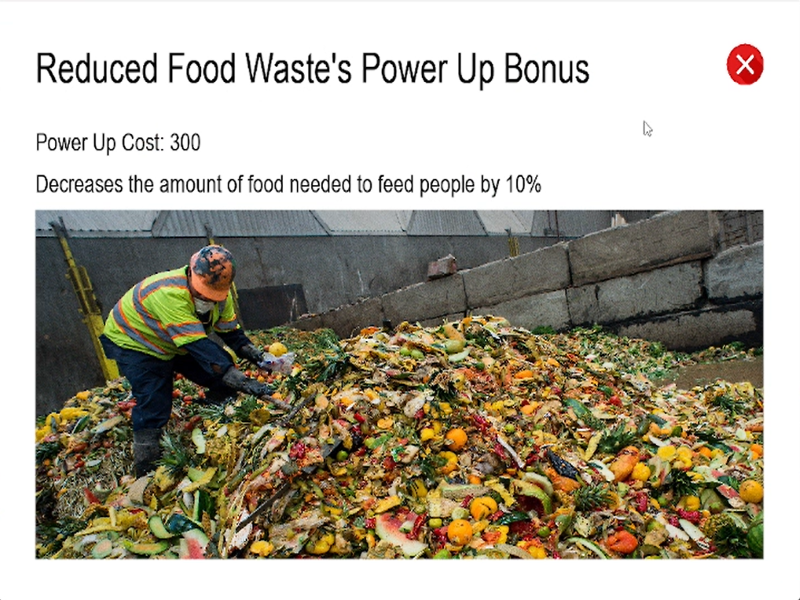 Reduced Food Waste's Power Up Bonus
Power Up Cost: 300
Decreases the amount of food needed to feed people by 10%